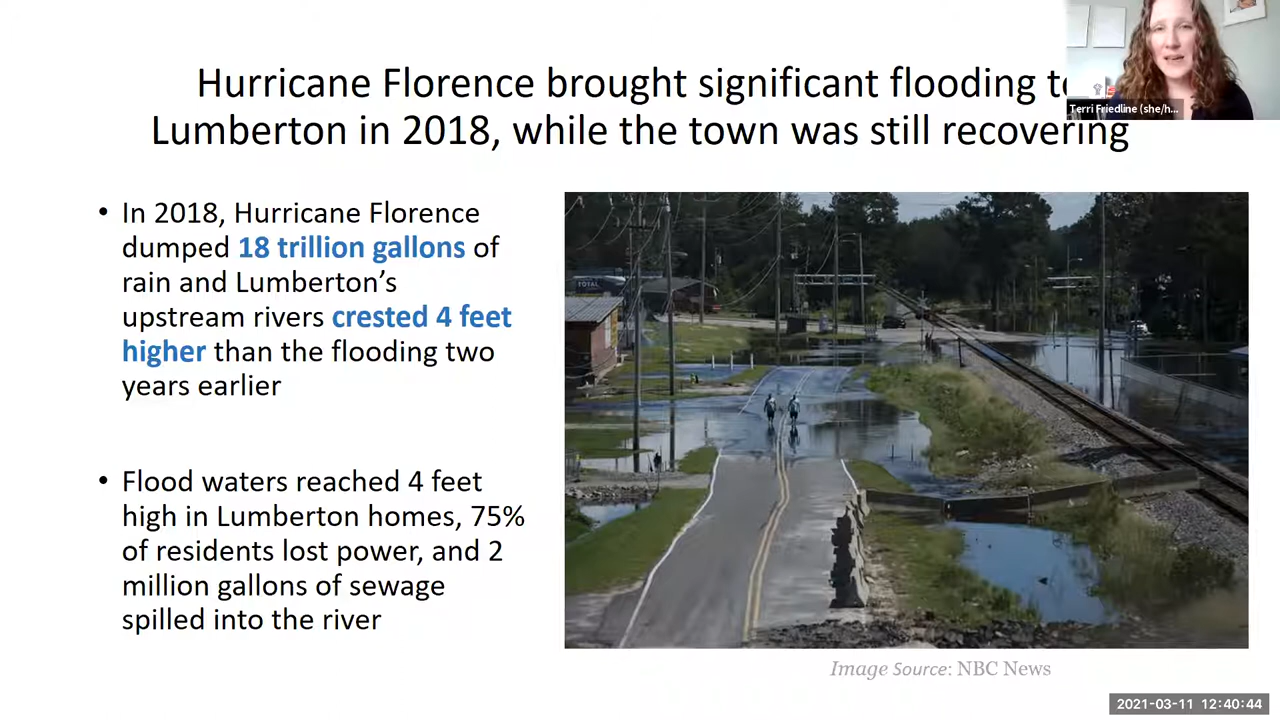 Hurricane Florence brought significant flooding to
Lumberton in 2018, while the town was still recovering
Terri Friedline (she/h...
• In 2018, Hurricane Florence
dumped 18 trillion gallons of
rain and Lumberton's
upstream rivers crested 4 feet
higher than the flooding two
years earlier
• Flood waters reached 4 feet
high in Lumberton homes, 75%
of residents lost power, and 2
million gallons of sewage
spilled into the river
TOTAL
Image Source: NBC News
2021-03-11 12:40:44